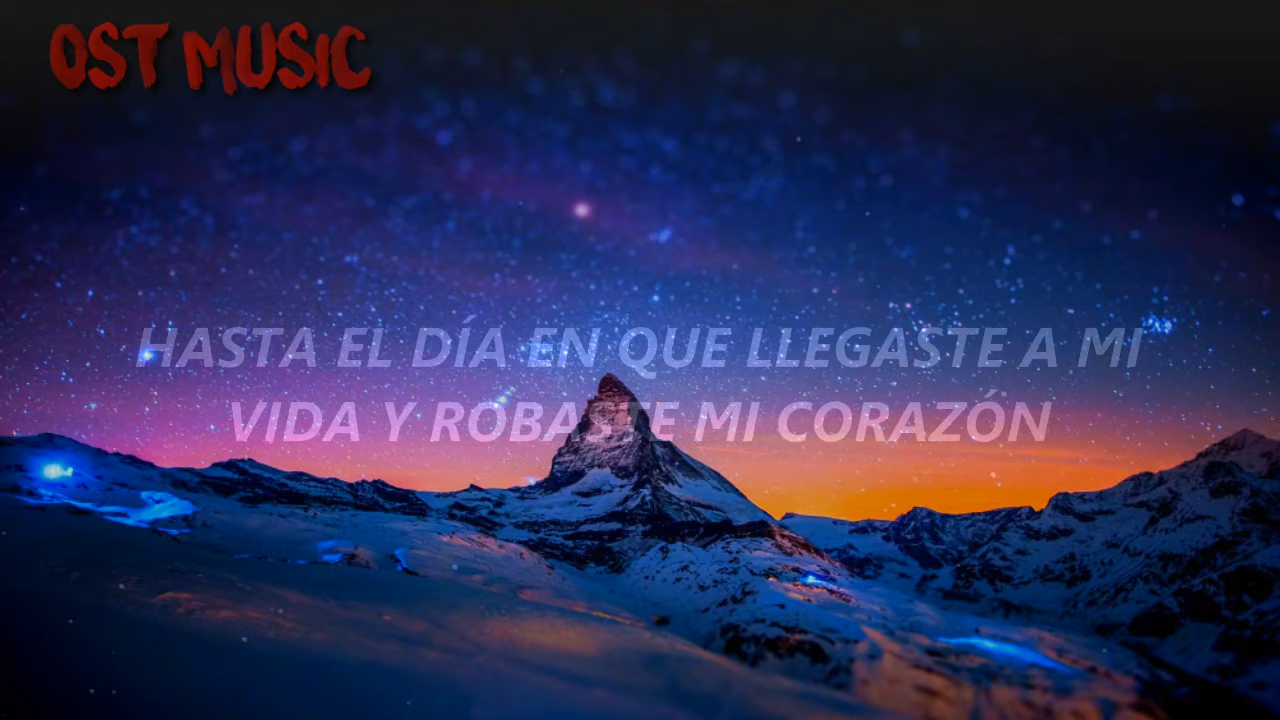 OST MUSIC
HASTA EL DÍA EN QUE LLEGASTE A MI
VIDA Y ROBASTE MI CORAZÓN